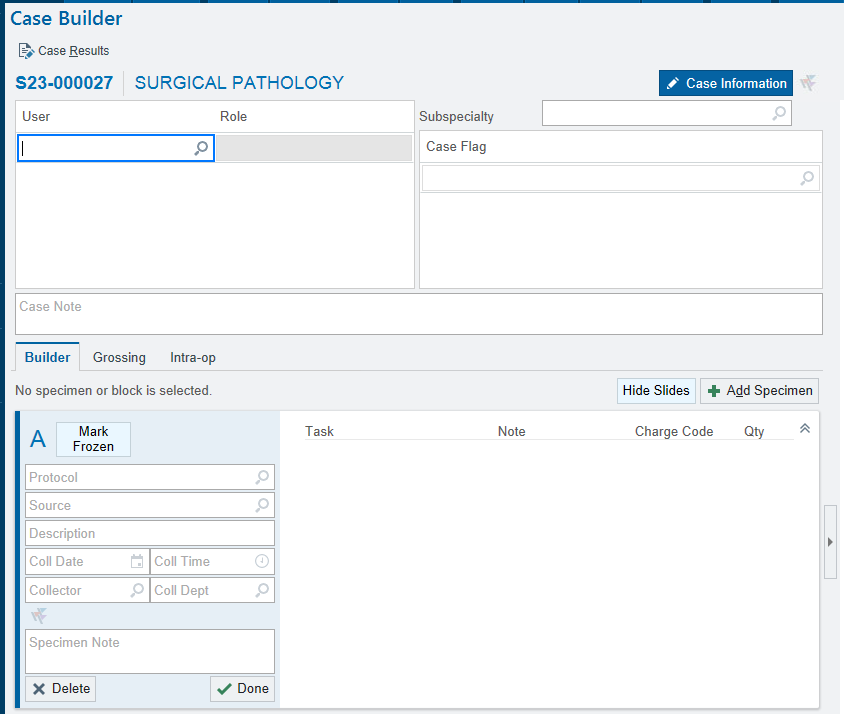 Case Builder
Case Results
S23-000027 SURGICAL PATHOLOGY Case Information
User Role Subspecialty
Case Flag
Case Note
Builder Grossing Intra-op
No specimen or block is selected. Hide Slides Add Specimen
A Mark Frozen Task Note Charge Code Qty
Protocol
Source
Description
Coll Date Coll Time
Collector Coll Dept
Specimen Note
Delete Done